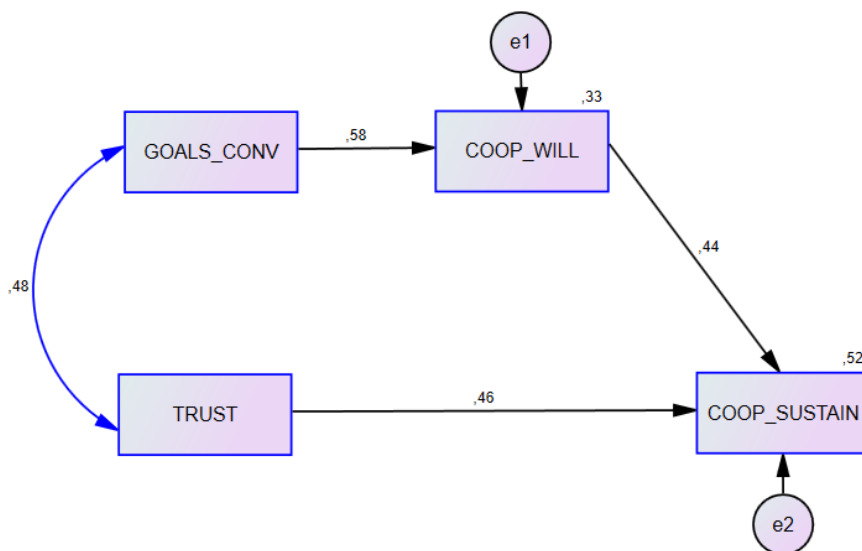 e1
,33
GOALS_CONV
,58
COOP_WILL
,44
,48
,52
TRUST
,46
COOP_SUSTAIN
e2